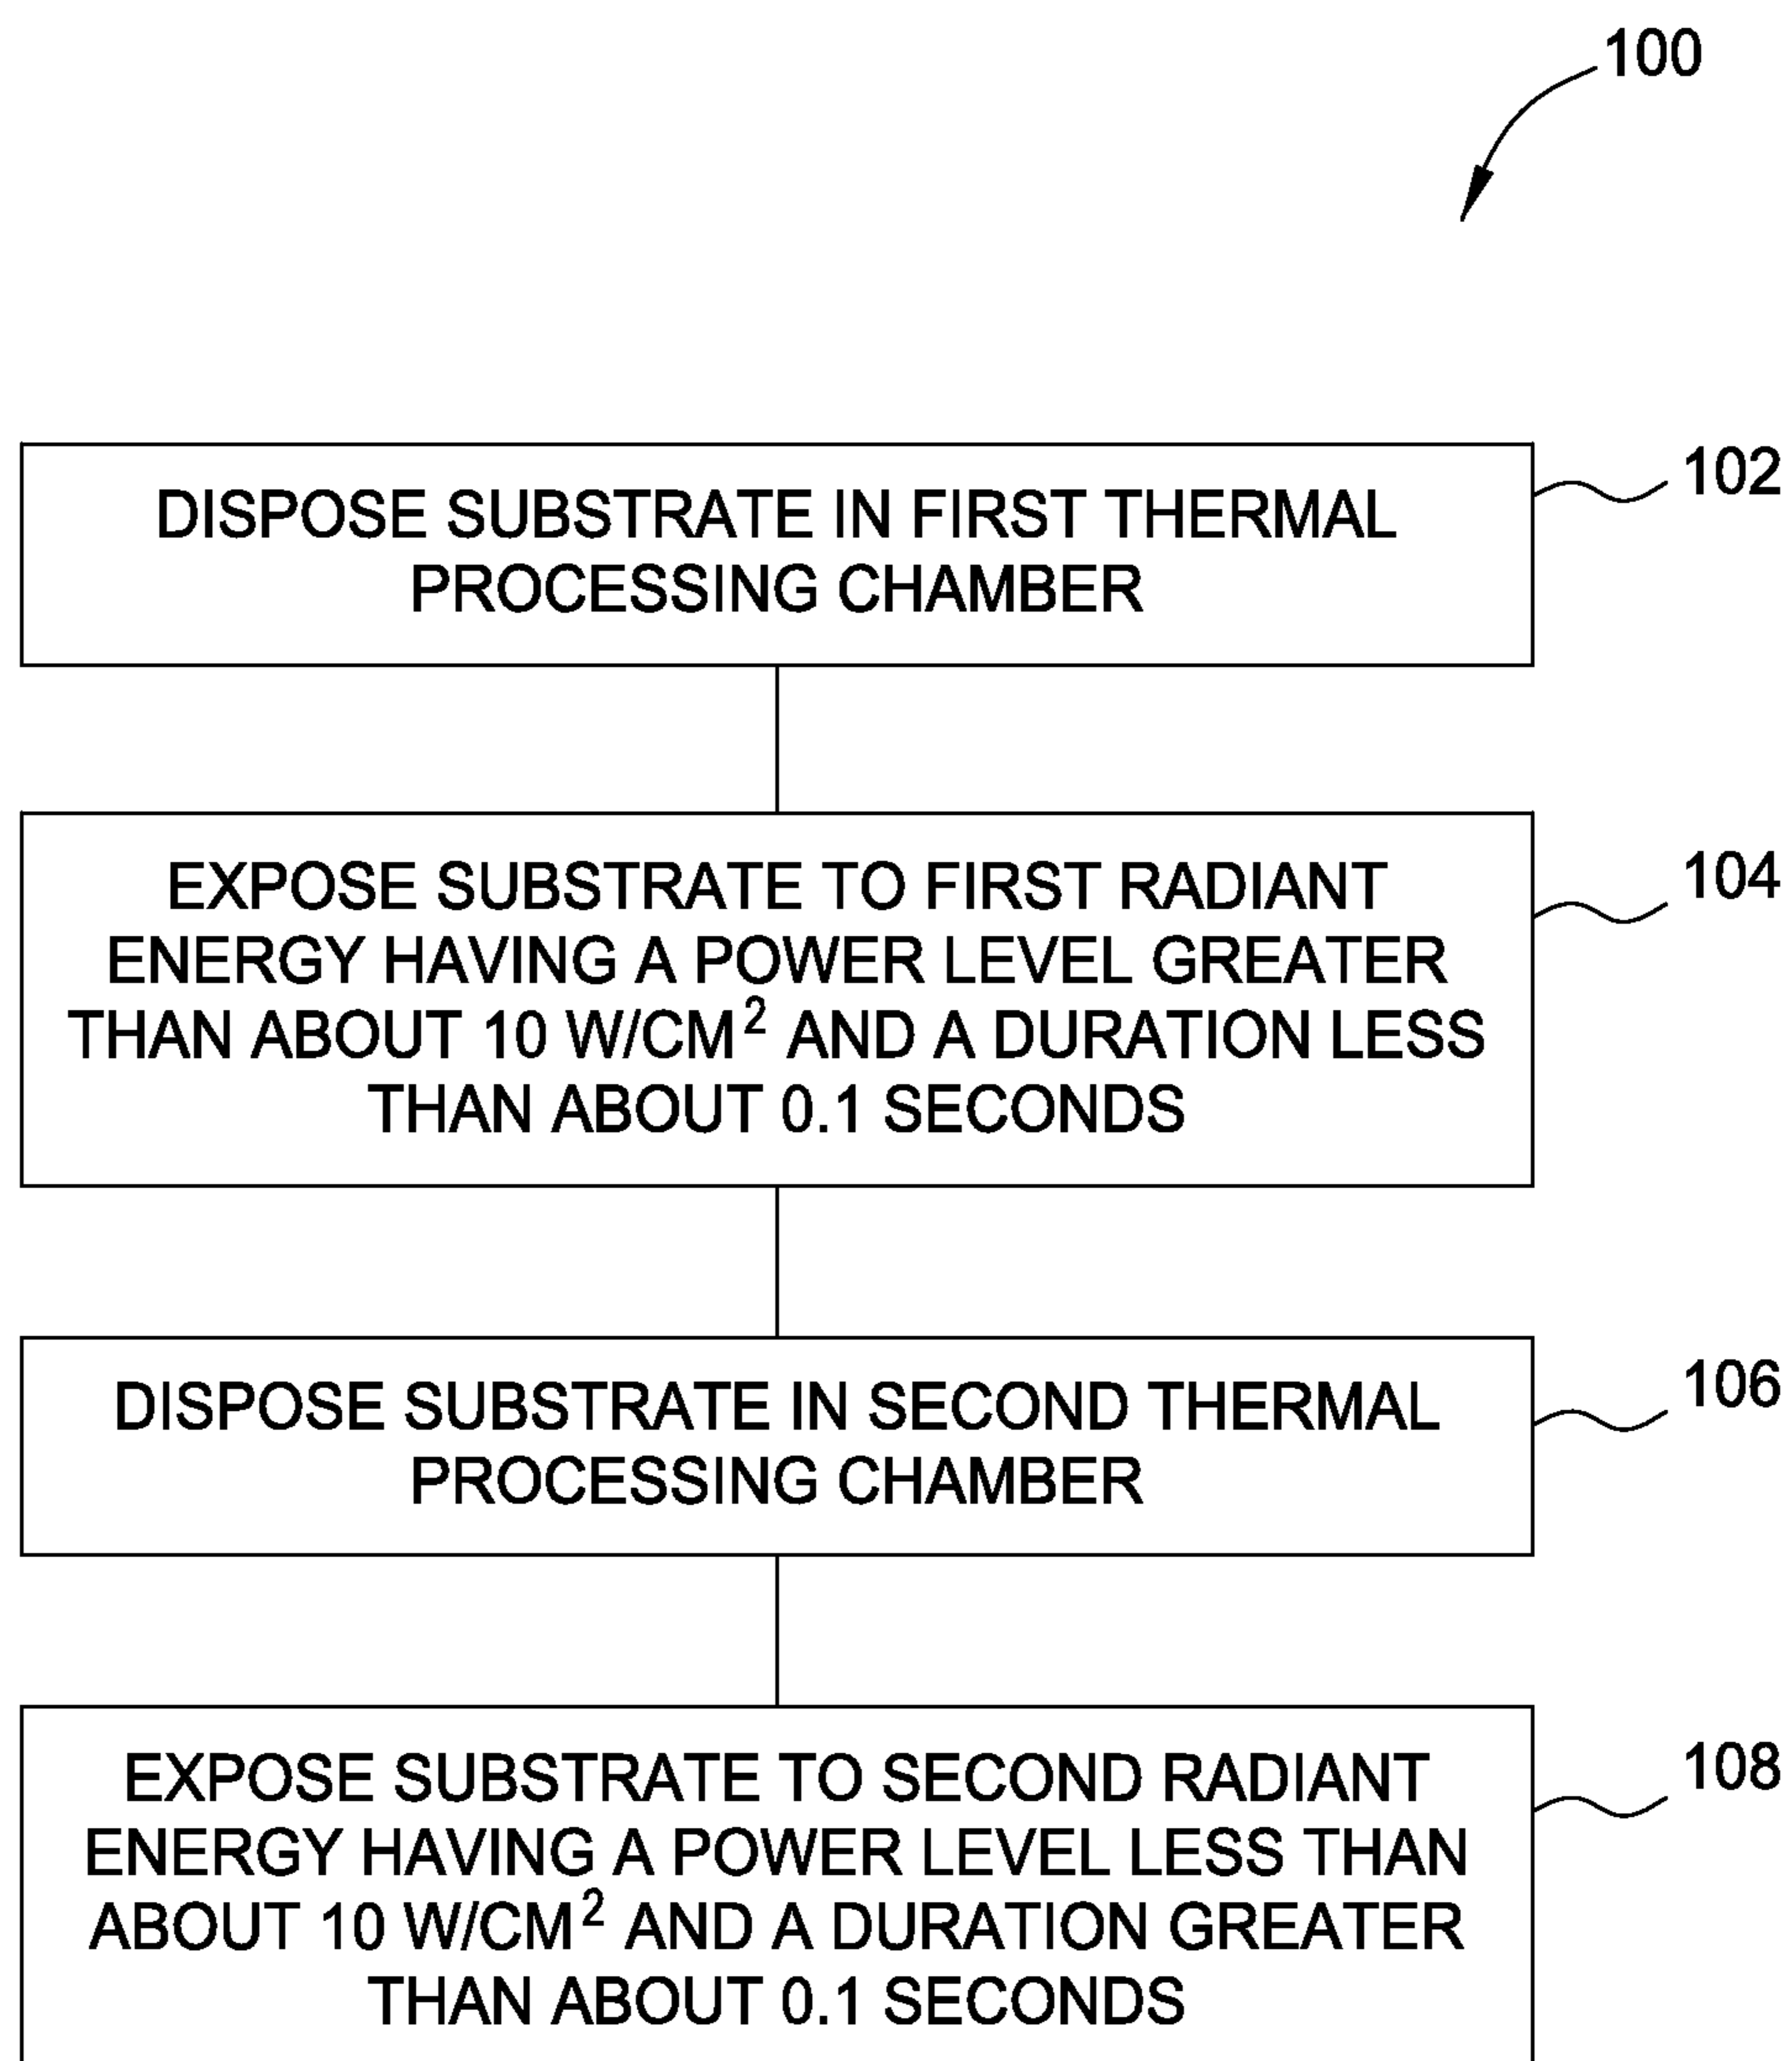 100
DISPOSE SUBSTRATE IN FIRST THERMAL
PROCESSING CHAMBER
102
EXPOSE SUBSTRATE TO FIRST RADIANT
ENERGY HAVING A POWER LEVEL GREATER
THAN ABOUT 10 W/CM² AND A DURATION LESS
THAN ABOUT 0.1 SECONDS
104
DISPOSE SUBSTRATE IN SECOND THERMAL
PROCESSING CHAMBER
106
EXPOSE SUBSTRATE TO SECOND RADIANT
ENERGY HAVING A POWER LEVEL LESS THAN
ABOUT 10 W/CM² AND A DURATION GREATER
THAN ABOUT 0.1 SECONDS
108